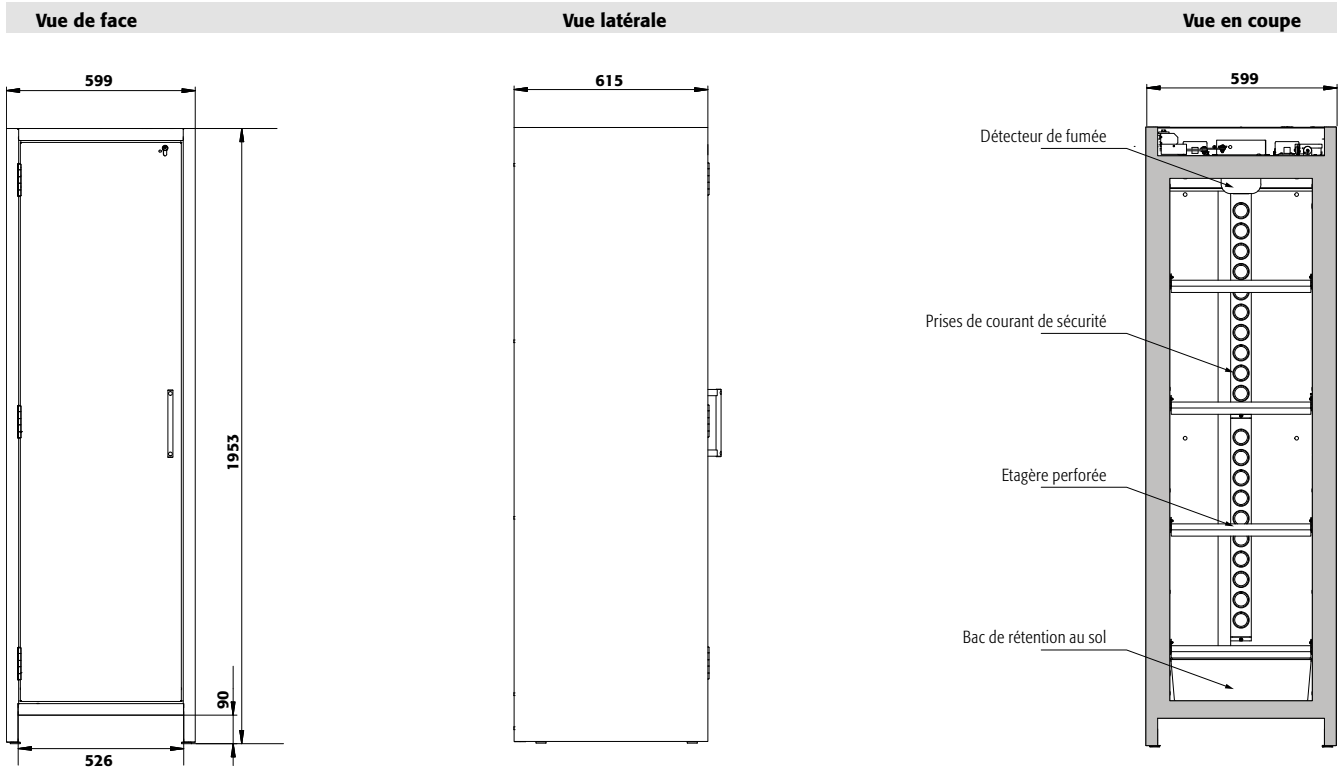 Vue de face
Vue latérale
Vue en coupe
599
615
599
Détecteur de fumée
Prises de courant de sécurité
1953
Etagère perforée
Bac de rétention au sol
90
526